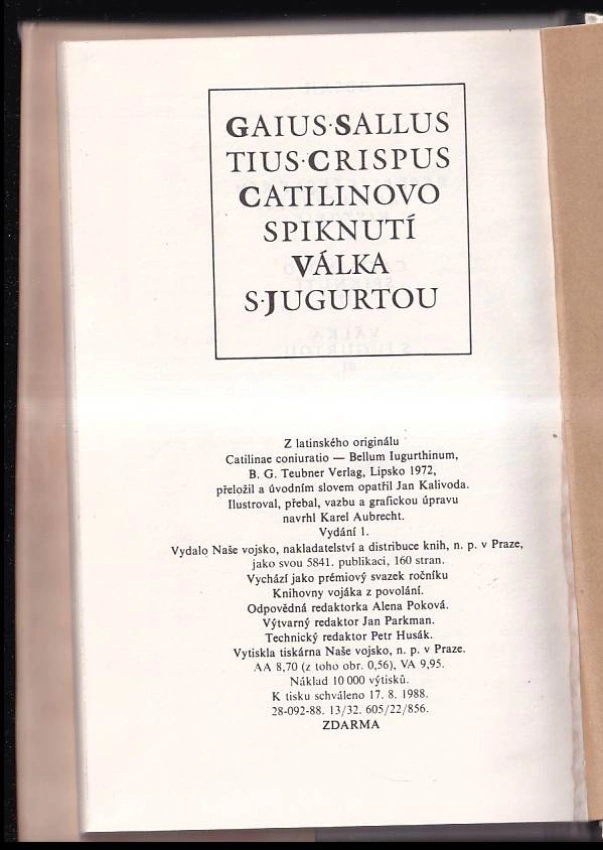 GAIUS·SALLUS
TIUS·CRISPUS
CATILINOVO
SPIKNUTÍ
VÁLKA
S·JUGURTOU
Z latinského originálu
Catilinae coniuratio — Bellum Iugurthinum,
B. G. Teubner Verlag, Lipsko 1972,
přeložil a úvodním slovem opatřil Jan Kalivoda.
Ilustroval, přebal, vazbu a grafickou úpravu
navrhl Karel Aubrecht.
Vydání 1.
Vydalo Naše vojsko, nakladatelství a distribuce knih, n. p. v Praze,
jako svou 5841. publikaci, 160 stran.
Vychází jako prémiový svazek ročníku
Knihovny vojáka z povolání.
Odpovědná redaktorka Alena Poková.
Výtvarný redaktor Jan Parkman.
Technický redaktor Petr Husák.
Vytiskla tiskárna Naše vojsko, n. p. v Praze.
AA 8,70 (z toho obr. 0,56), VA 9,95.
Náklad 10 000 výtisků.
K tisku schváleno 17. 8. 1988.
28-092-88. 13/32. 605/22/856.
ZDARMA